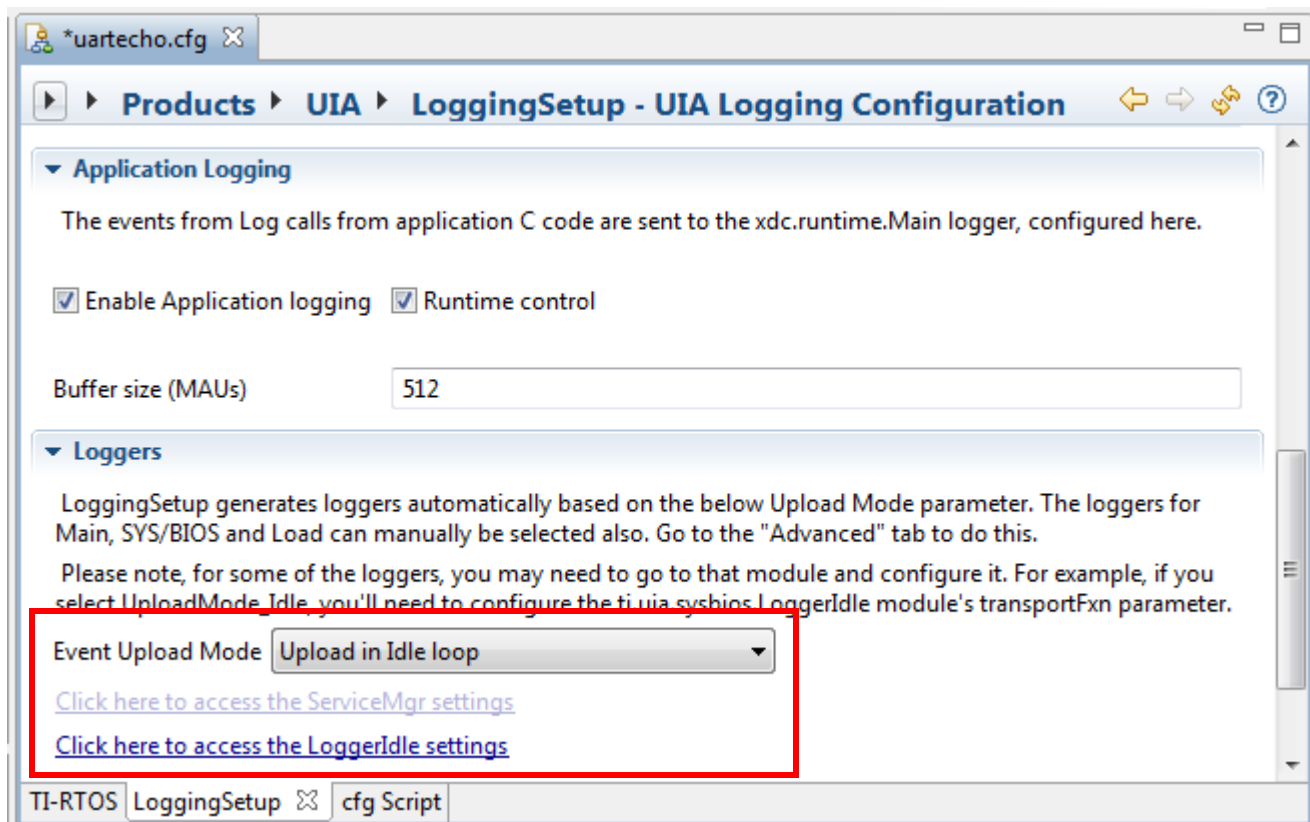 *uartecho.cfg
Products UIA LoggingSetup - UIA Logging Configuration
Application Logging
The events from Log calls from application C code are sent to the xdc.runtime.Main logger, configured here.
Enable Application logging Runtime control
Buffer size (MAUs) 512
Loggers
LoggingSetup generates loggers automatically based on the below Upload Mode parameter. The loggers for
Main, SYS/BIOS and Load can manually be selected also. Go to the "Advanced" tab to do this.
Please note, for some of the loggers, you may need to go to that module and configure it. For example, if you
select UploadMode_Idle, you'll need to configure the ti.uia.sysbios.LoggerIdle module's transportFxn parameter.
Event Upload Mode Upload in Idle loop
Click here to access the ServiceMgr settings
Click here to access the LoggerIdle settings
TI-RTOS LoggingSetup cfg Script